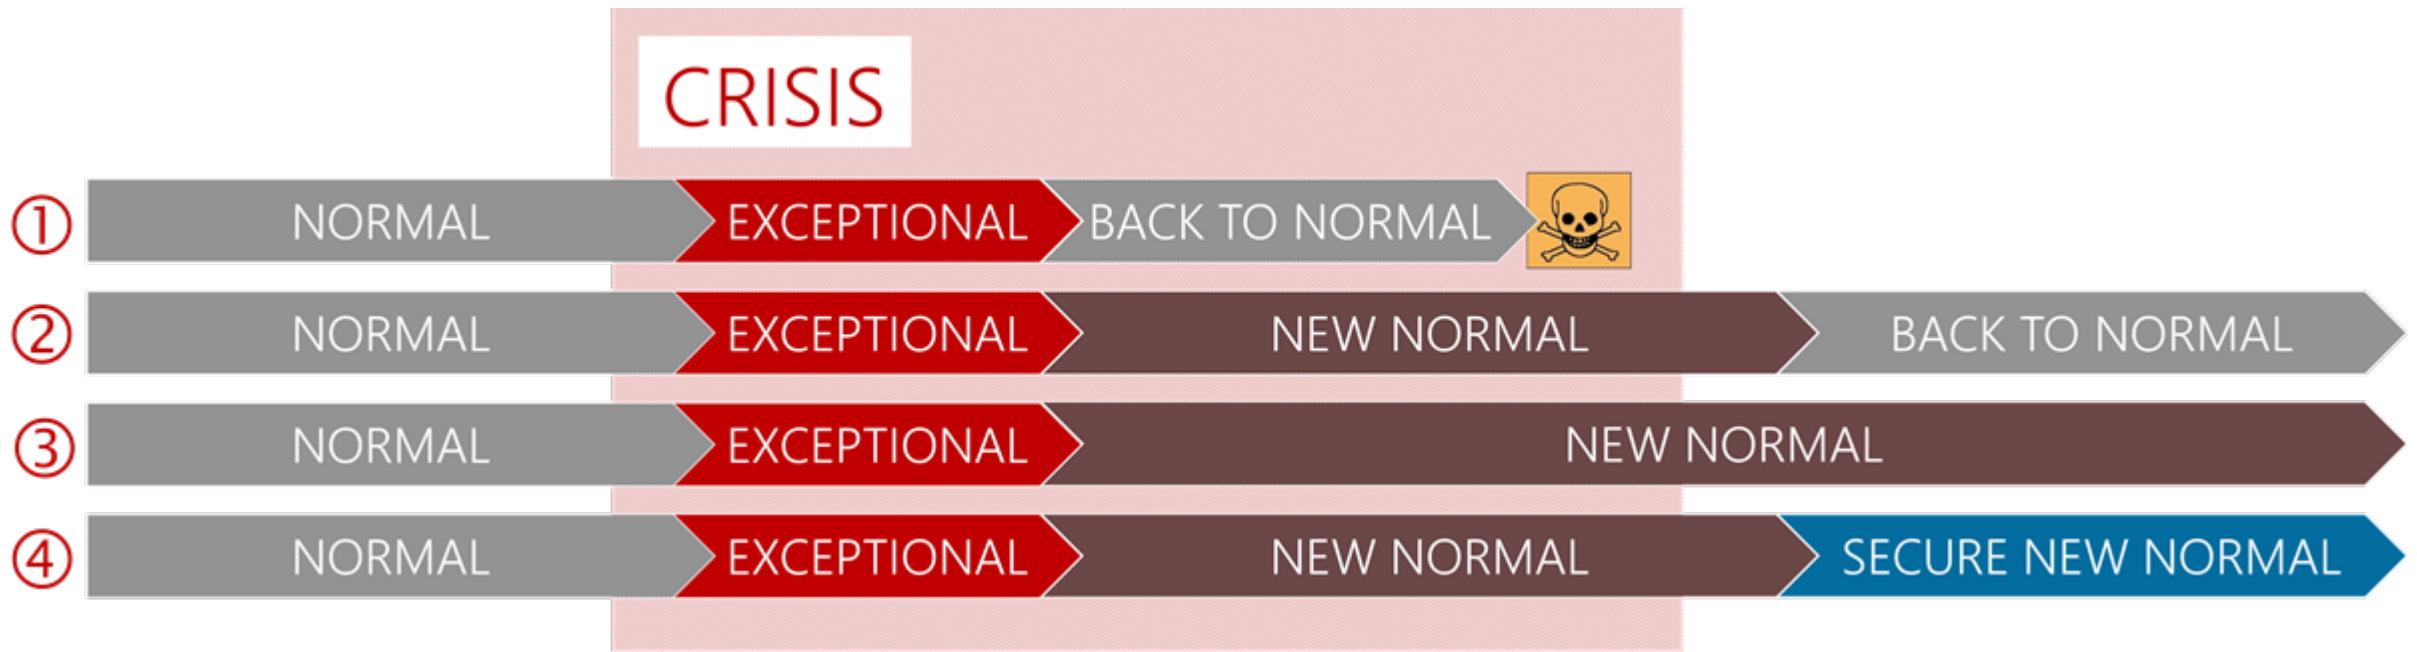 CRISIS
① NORMAL EXCEPTIONAL BACK TO NORMAL
② NORMAL EXCEPTIONAL NEW NORMAL BACK TO NORMAL
③ NORMAL EXCEPTIONAL NEW NORMAL
④ NORMAL EXCEPTIONAL NEW NORMAL SECURE NEW NORMAL